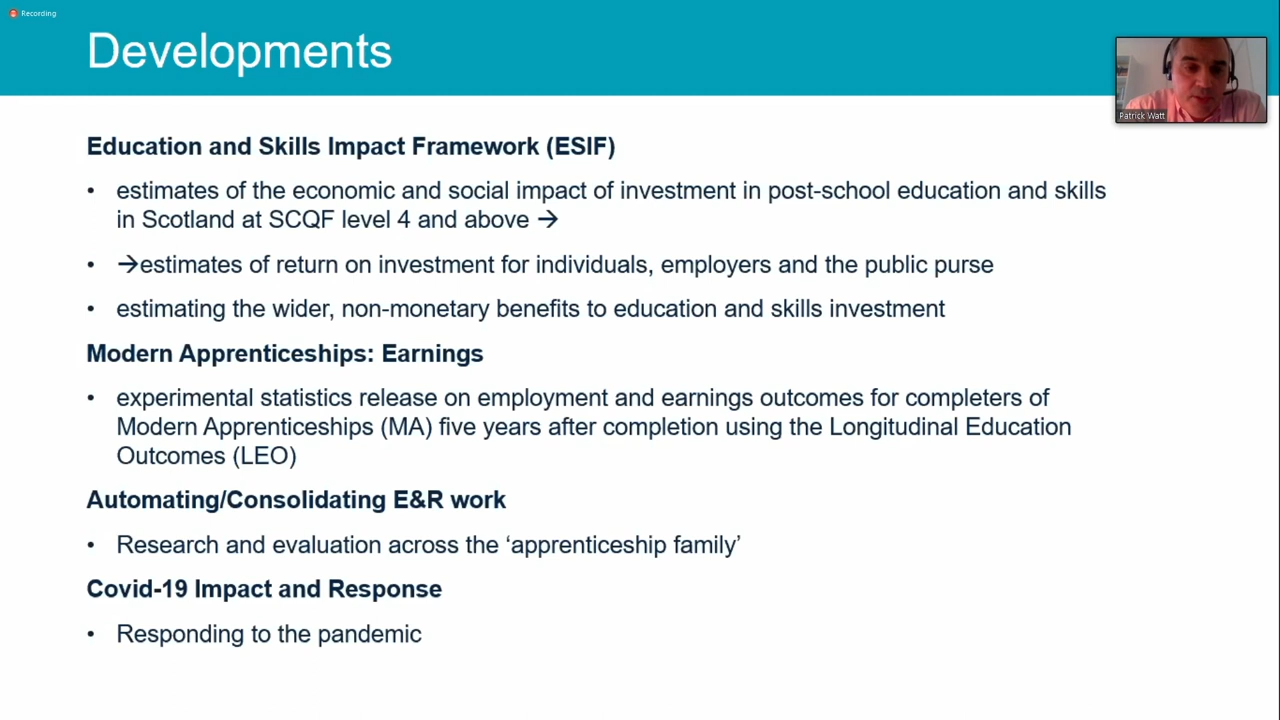 Recording
Developments
Patrick Watt
Education and Skills Impact Framework (ESIF)
• estimates of the economic and social impact of investment in post-school education and skills
in Scotland at SCQF level 4 and above →
• →estimates of return on investment for individuals, employers and the public purse
• estimating the wider, non-monetary benefits to education and skills investment
Modern Apprenticeships: Earnings
• experimental statistics release on employment and earnings outcomes for completers of
Modern Apprenticeships (MA) five years after completion using the Longitudinal Education
Outcomes (LEO)
Automating/Consolidating E&R work
• Research and evaluation across the ‘apprenticeship family’
Covid-19 Impact and Response
• Responding to the pandemic